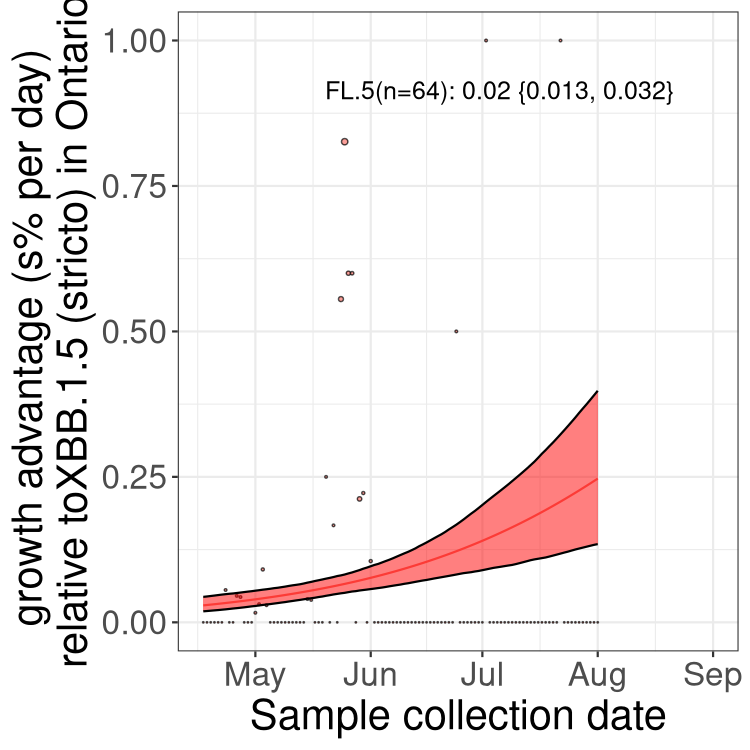 growth advantage (s% per day)
relative toXBB.1.5 (stricto) in Ontario
1.00
0.75
0.50
0.25
0.00
FL.5(n=64): 0.02 {0.013, 0.032}
May Jun Jul Aug Sep
Sample collection date